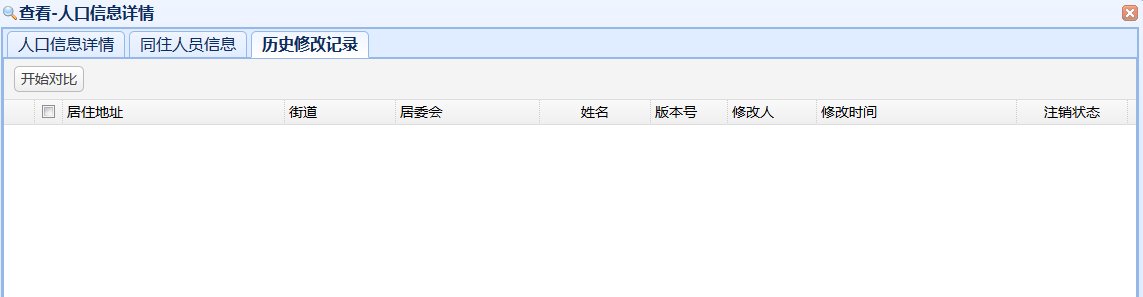 查看-人口信息详情
人口信息详情 同住人员信息 历史修改记录
开始对比
居住地址 街道 居委会 姓名 版本号 修改人 修改时间 注销状态